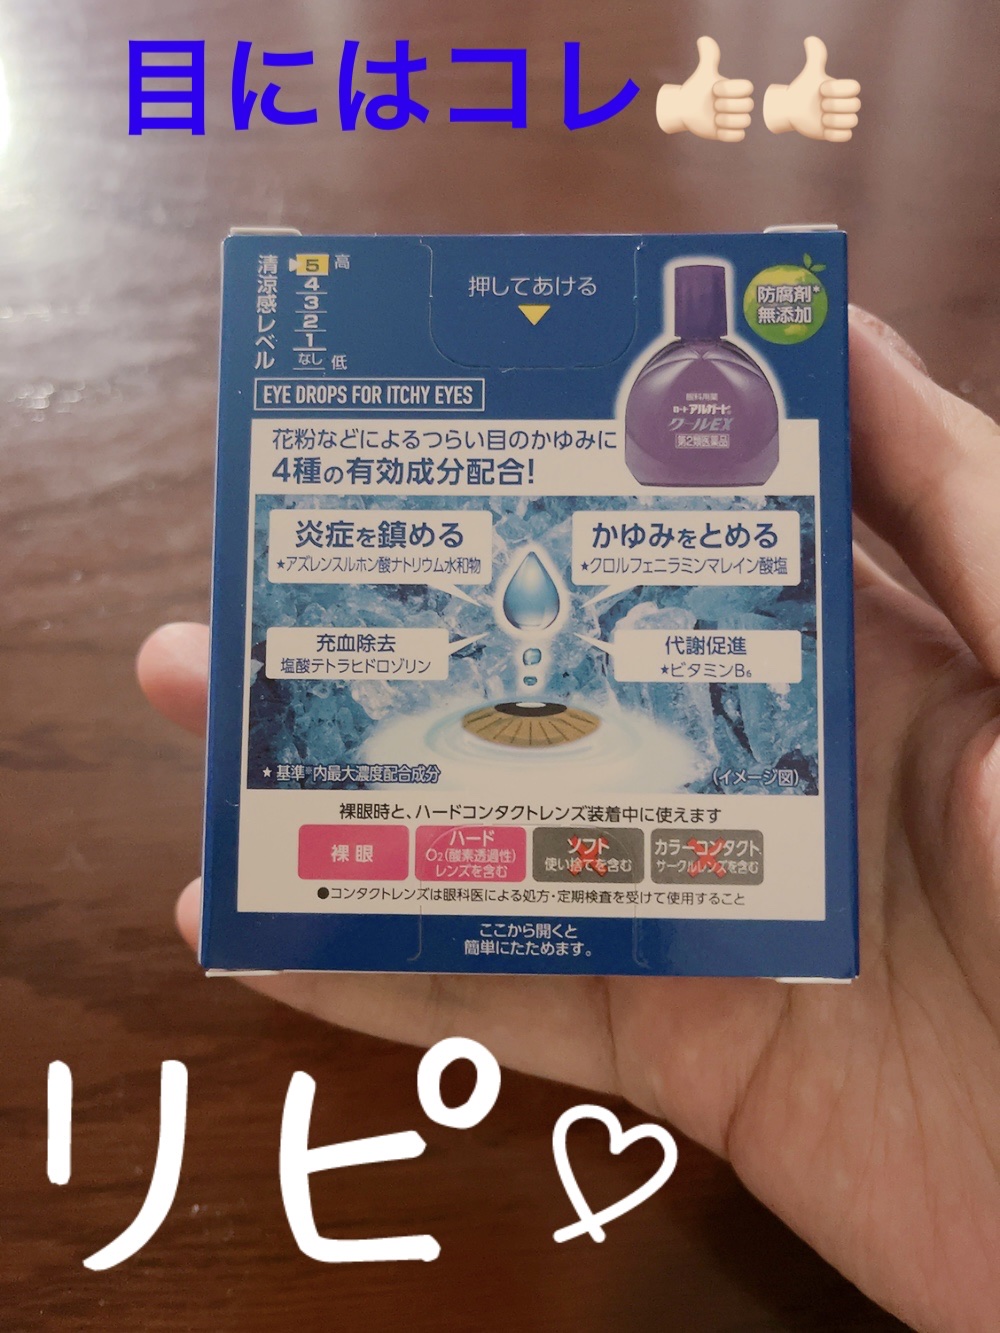 目にはコレ👍🏻👍🏻
清涼感レベル
5 高
4
3
2
1
なし 低
押してあける
防腐剤*
無添加
EYE DROPS FOR ITCHY EYES
眼科用薬
ロートアルガード®
クールEX
第2類医薬品
花粉などによるつらい目のかゆみに
4種の有効成分配合!
炎症を鎮める
★アズレンスルホン酸ナトリウム水和物
かゆみをとめる
★クロルフェニラミンマレイン酸塩
充血除去
塩酸テトラヒドロゾリン
代謝促進
★ビタミンB₆
★基準 内最大濃度配合成分
(イメージ図)
裸眼時と、ハードコンタクトレンズ装着中に使えます
裸眼
ハード
O₂(酸素透過性)
レンズを含む
ソフト
使い捨てを含む
カラーコンタクト、
サークルレンズを含む
●コンタクトレンズは眼科医による処方・定期検査を受けて使用すること
ここから開くと
簡単にたためます。
リピ♡